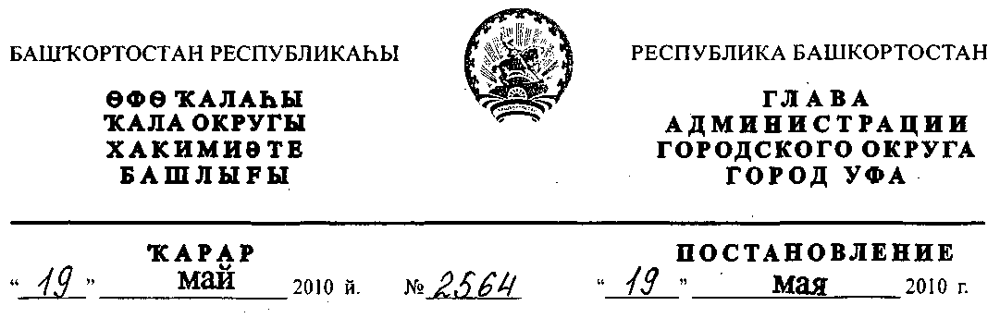 БАШҠОРТОСТАН РЕСПУБЛИКАҺЫ
ӨФӨ ҠАЛАҺЫ
ҠАЛА ОКРУГЫ
ХАКИМИӘТЕ
БАШЛЫҒЫ
РЕСПУБЛИКА БАШКОРТОСТАН
ГЛАВА
АДМИНИСТРАЦИИ
ГОРОДСКОГО ОКРУГА
ГОРОД УФА
ҠАРАР
“ 19 ” май 2010 й. № 2564
ПОСТАНОВЛЕНИЕ
“ 19 ” мая 2010 г.